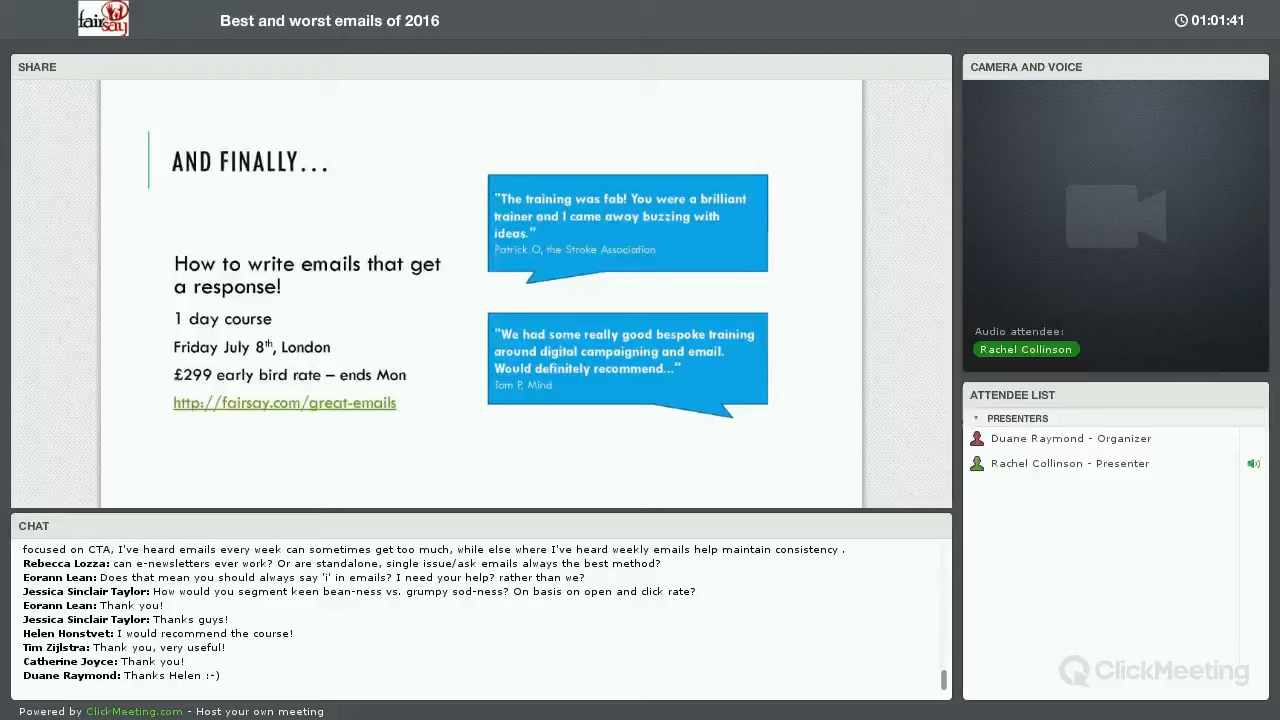 fair say
Best and worst emails of 2016
01:01:41
SHARE
AND FINALLY...
How to write emails that get
a response!
1 day course
Friday July 8th, London
£299 early bird rate – ends Mon
http://fairsay.com/great-emails
"The training was fab! You were a brilliant
trainer and I came away buzzing with
ideas."
Patrick O, the Stroke Association
"We had some really good bespoke training
around digital campaigning and email.
Would definitely recommend..."
Tom P, Mind
CAMERA AND VOICE
Audio attendee:
Rachel Collinson
ATTENDEE LIST
PRESENTERS
Duane Raymond - Organizer
Rachel Collinson - Presenter
CHAT
focused on CTA, I've heard emails every week can sometimes get too much, while else where I've heard weekly emails help maintain consistency .
Rebecca Lozza: can e-newsletters ever work? Or are standalone, single issue/ask emails always the best method?
Eorann Lean: Does that mean you should always say 'i' in emails? I need your help? rather than we?
Jessica Sinclair Taylor: How would you segment keen bean-ness vs. grumpy sod-ness? On basis on open and click rate?
Eorann Lean: Thank you!
Jessica Sinclair Taylor: Thanks guys!
Helen Honstvet: I would recommend the course!
Tim Zijlstra: Thank you, very useful!
Catherine Joyce: Thank you!
Duane Raymond: Thanks Helen :-)
ClickMeeting
Powered by ClickMeeting.com - Host your own meeting